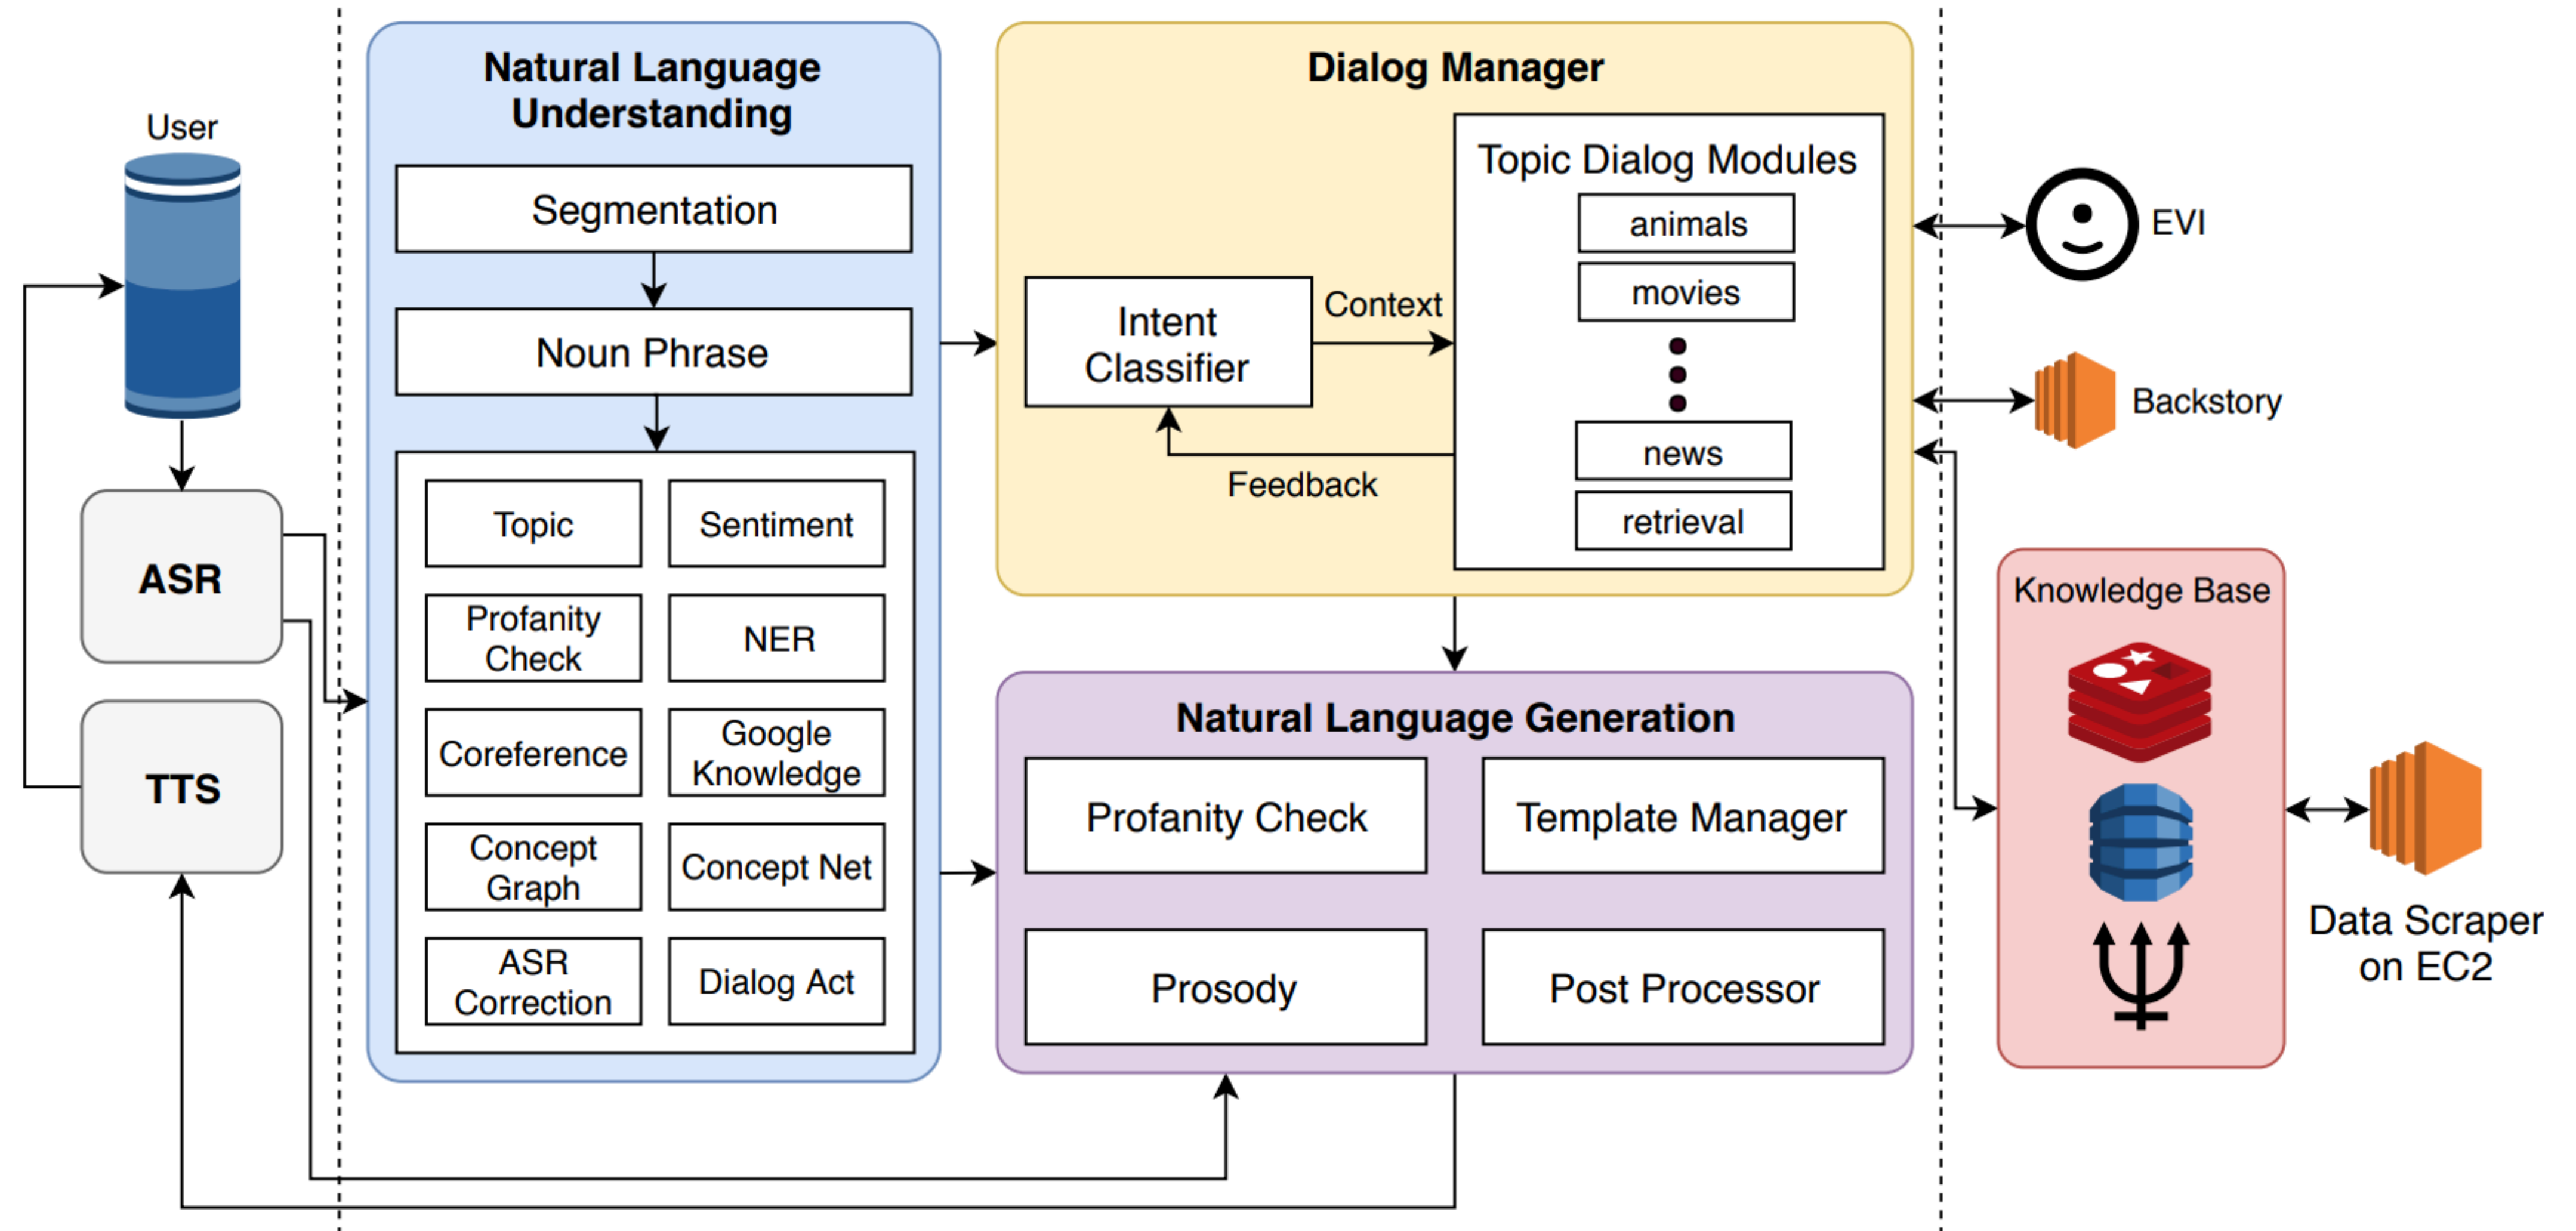 User
ASR
TTS
Natural Language
Understanding
Segmentation
Noun Phrase
Topic
Sentiment
Profanity
Check
NER
Coreference
Google
Knowledge
Concept
Graph
Concept Net
ASR
Correction
Dialog Act
Dialog Manager
Intent
Classifier
Context
Feedback
Topic Dialog Modules
animals
movies
news
retrieval
Natural Language Generation
Profanity Check
Template Manager
Prosody
Post Processor
EVI
Backstory
Knowledge Base
Data Scraper
on EC2